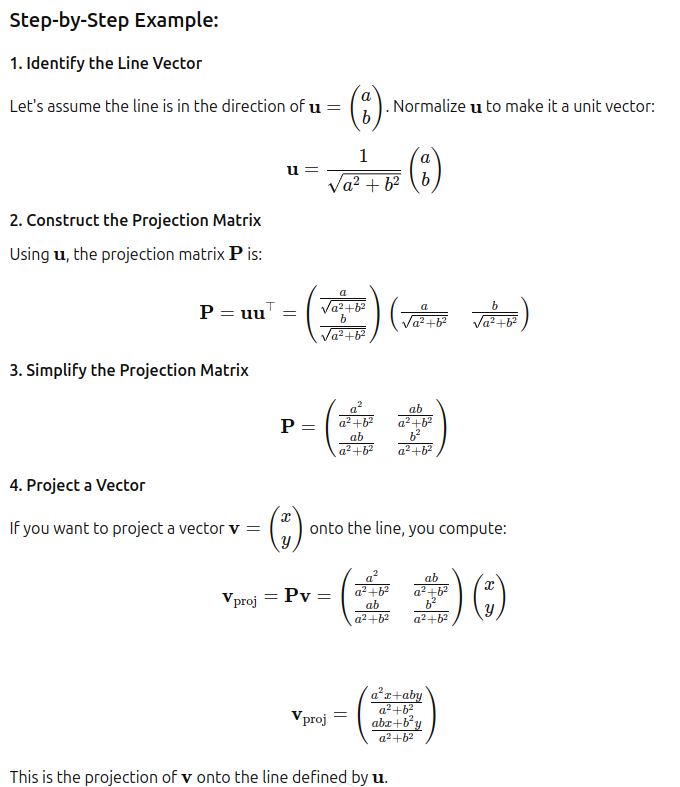 Step-by-Step Example:
1. Identify the Line Vector
Let's assume the line is in the direction of $\mathbf{u} = \begin{pmatrix} a \\ b \end{pmatrix}$. Normalize $\mathbf{u}$ to make it a unit vector:
$\mathbf{u} = \frac{1}{\sqrt{a^2+b^2}} \begin{pmatrix} a \\ b \end{pmatrix}$
2. Construct the Projection Matrix
Using $\mathbf{u}$, the projection matrix $\mathbf{P}$ is:
$\mathbf{P} = \mathbf{u}\mathbf{u}^\top = \begin{pmatrix} \frac{a}{\sqrt{a^2+b^2}} \\ \frac{b}{\sqrt{a^2+b^2}} \end{pmatrix} \begin{pmatrix} \frac{a}{\sqrt{a^2+b^2}} & \frac{b}{\sqrt{a^2+b^2}} \end{pmatrix}$
3. Simplify the Projection Matrix
$\mathbf{P} = \begin{pmatrix} \frac{a^2}{a^2+b^2} & \frac{ab}{a^2+b^2} \\ \frac{ab}{a^2+b^2} & \frac{b^2}{a^2+b^2} \end{pmatrix}$
4. Project a Vector
If you want to project a vector $\mathbf{v} = \begin{pmatrix} x \\ y \end{pmatrix}$ onto the line, you compute:
$\mathbf{v}_{\text{proj}} = \mathbf{P}\mathbf{v} = \begin{pmatrix} \frac{a^2}{a^2+b^2} & \frac{ab}{a^2+b^2} \\ \frac{ab}{a^2+b^2} & \frac{b^2}{a^2+b^2} \end{pmatrix} \begin{pmatrix} x \\ y \end{pmatrix}$
$\mathbf{v}_{\text{proj}} = \begin{pmatrix} \frac{a^2x+aby}{a^2+b^2} \\ \frac{abx+b^2y}{a^2+b^2} \end{pmatrix}$
This is the projection of $\mathbf{v}$ onto the line defined by $\mathbf{u}$.